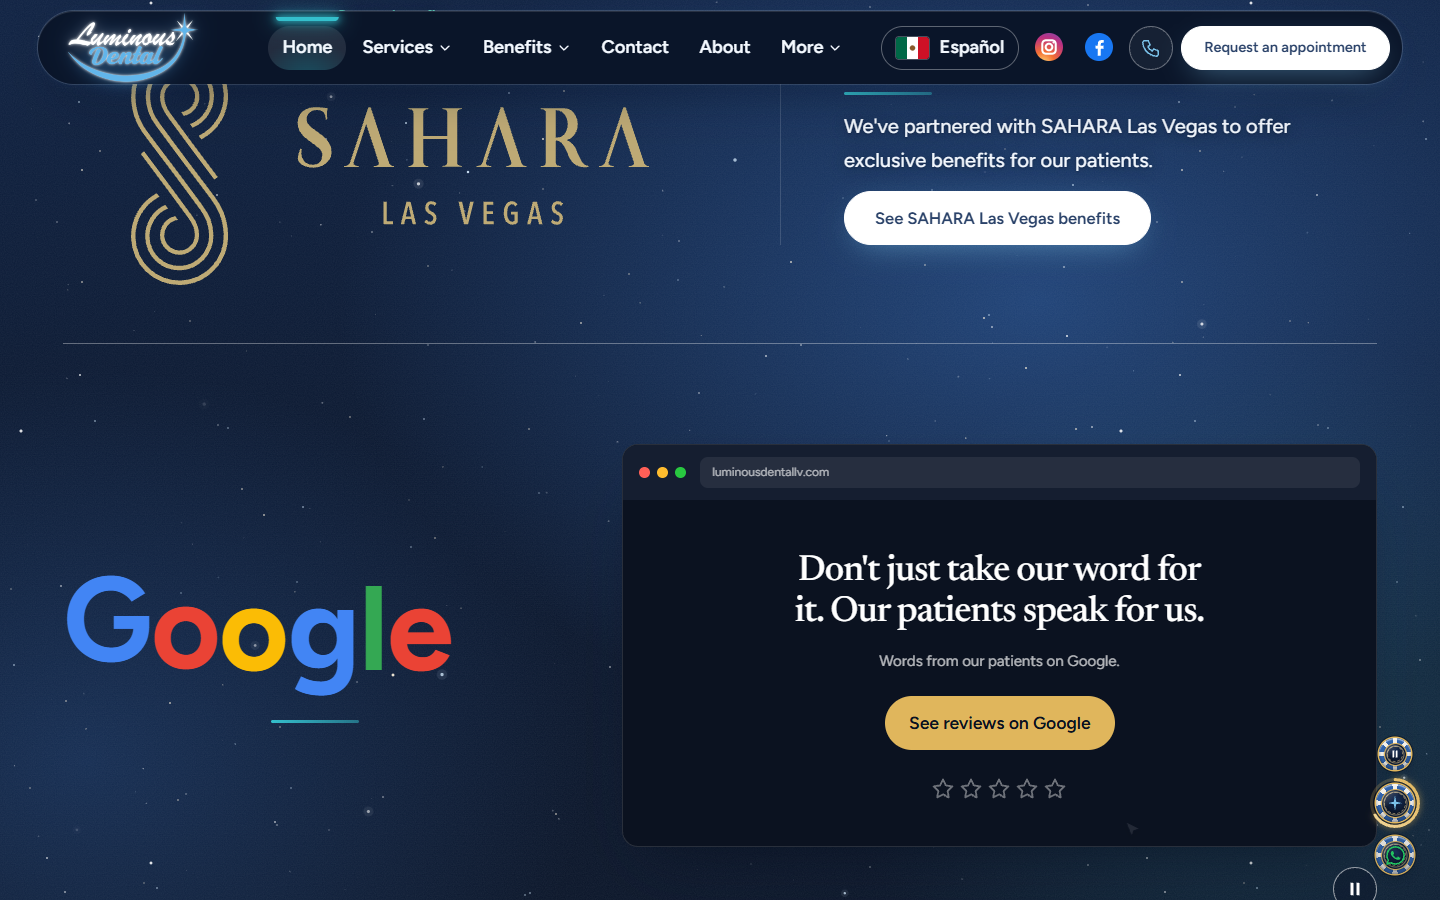 Luminous
Dental
Home
Services
Benefits
Contact
About
More
Español
Request an appointment
SAHARA
LAS VEGAS
We've partnered with SAHARA Las Vegas to offer
exclusive benefits for our patients.
See SAHARA Las Vegas benefits
Google
luminousdentallv.com
Don't just take our word for
it. Our patients speak for us.
Words from our patients on Google.
See reviews on Google